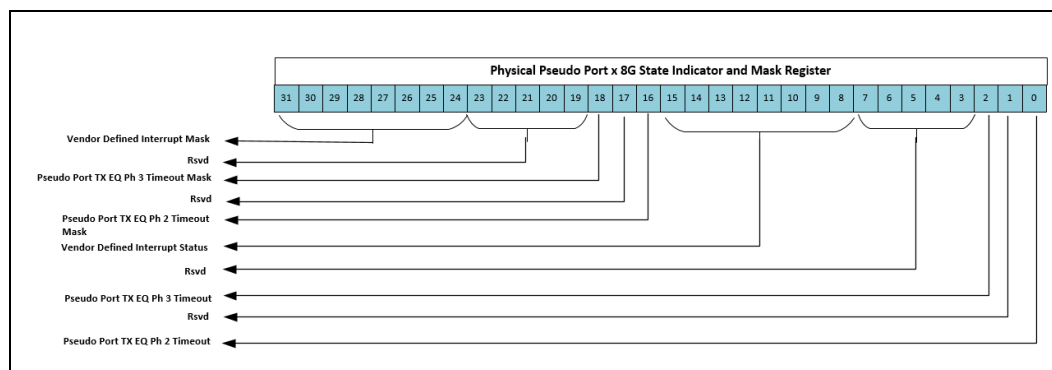 Physical Pseudo Port x 8G State Indicator and Mask Register
31 30 29 28 27 26 25 24 23 22 21 20 19 18 17 16 15 14 13 12 11 10 9 8 7 6 5 4 3 2 1 0
Vendor Defined Interrupt Mask
Rsvd
Pseudo Port TX EQ Ph 3 Timeout Mask
Rsvd
Pseudo Port TX EQ Ph 2 Timeout
Mask
Vendor Defined Interrupt Status
Rsvd
Pseudo Port TX EQ Ph 3 Timeout
Rsvd
Pseudo Port TX EQ Ph 2 Timeout